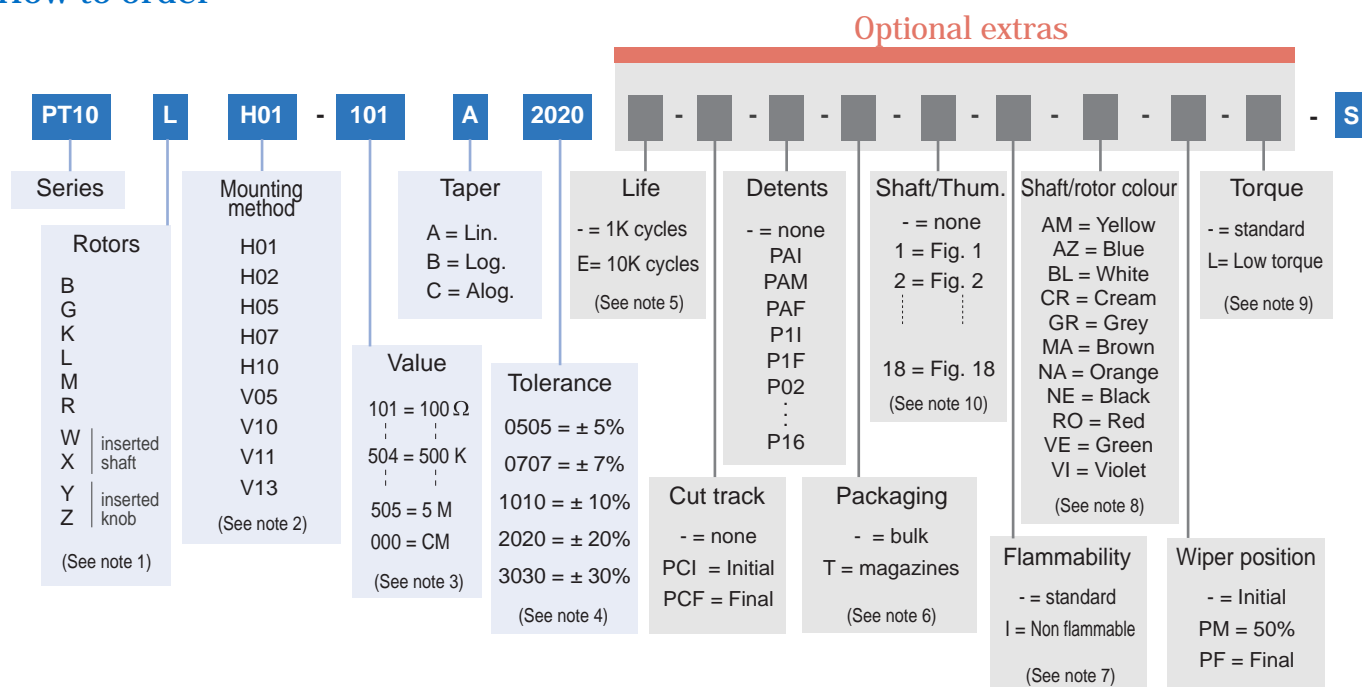 How to order
Optional extras
PT10 L H01 - 101 A 2020 - - - - - - - - - S
Series
Rotors
B
G
K
L
M
R
W
X
inserted
shaft
Y
Z
inserted
knob
(See note 1)
Mounting
method
H01
H02
H05
H07
H10
V05
V10
V11
V13
(See note 2)
Value
101 = 100 Ω
504 = 500 K
505 = 5 M
000 = CM
(See note 3)
Taper
A = Lin.
B = Log.
C = Alog.
Tolerance
0505 = ± 5%
0707 = ± 7%
1010 = ± 10%
2020 = ± 20%
3030 = ± 30%
(See note 4)
Life
- = 1K cycles
E= 10K cycles
(See note 5)
Cut track
- = none
PCI = Initial
PCF = Final
Detents
- = none
PAI
PAM
PAF
P1I
P1F
P02
P16
Packaging
- = bulk
T = magazines
(See note 6)
Shaft/Thum.
- = none
1 = Fig. 1
2 = Fig. 2
18 = Fig. 18
(See note 10)
Flammability
- = standard
I = Non flammable
(See note 7)
Shaft/rotor colour
AM = Yellow
AZ = Blue
BL = White
CR = Cream
GR = Grey
MA = Brown
NA = Orange
NE = Black
RO = Red
VE = Green
VI = Violet
(See note 8)
Wiper position
- = Initial
PM = 50%
PF = Final
Torque
- = standard
L= Low torque
(See note 9)